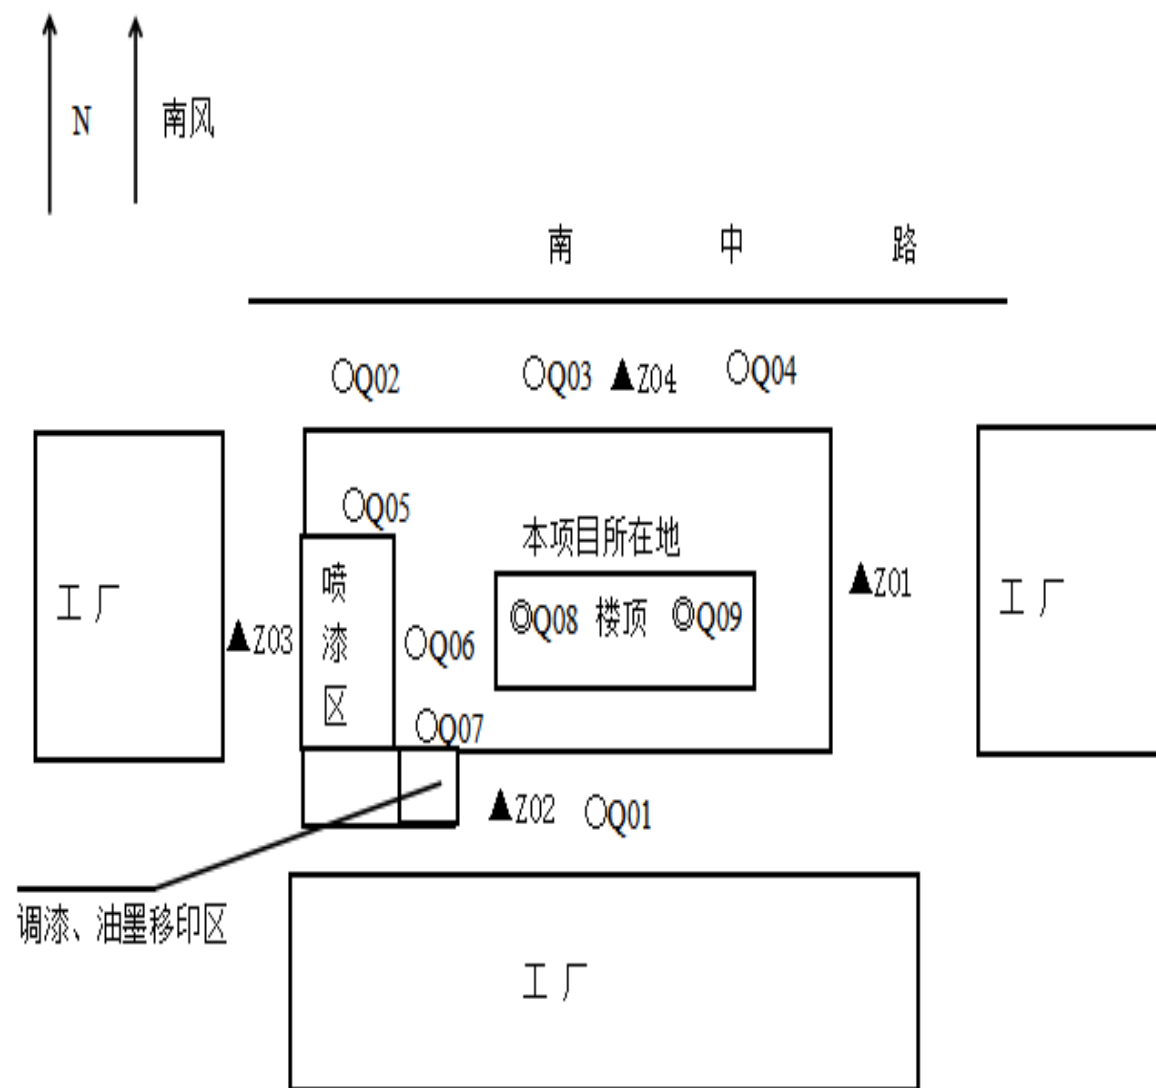 N
南风
南 中 路
○Q02
○Q03
▲Z04
○Q04
○Q05
本项目所在地
喷漆区
工厂
▲Z03
○Q06
◎Q08 楼顶 ◎Q09
▲Z01
工厂
○Q07
▲Z02
○Q01
调漆、油墨移印区
工厂